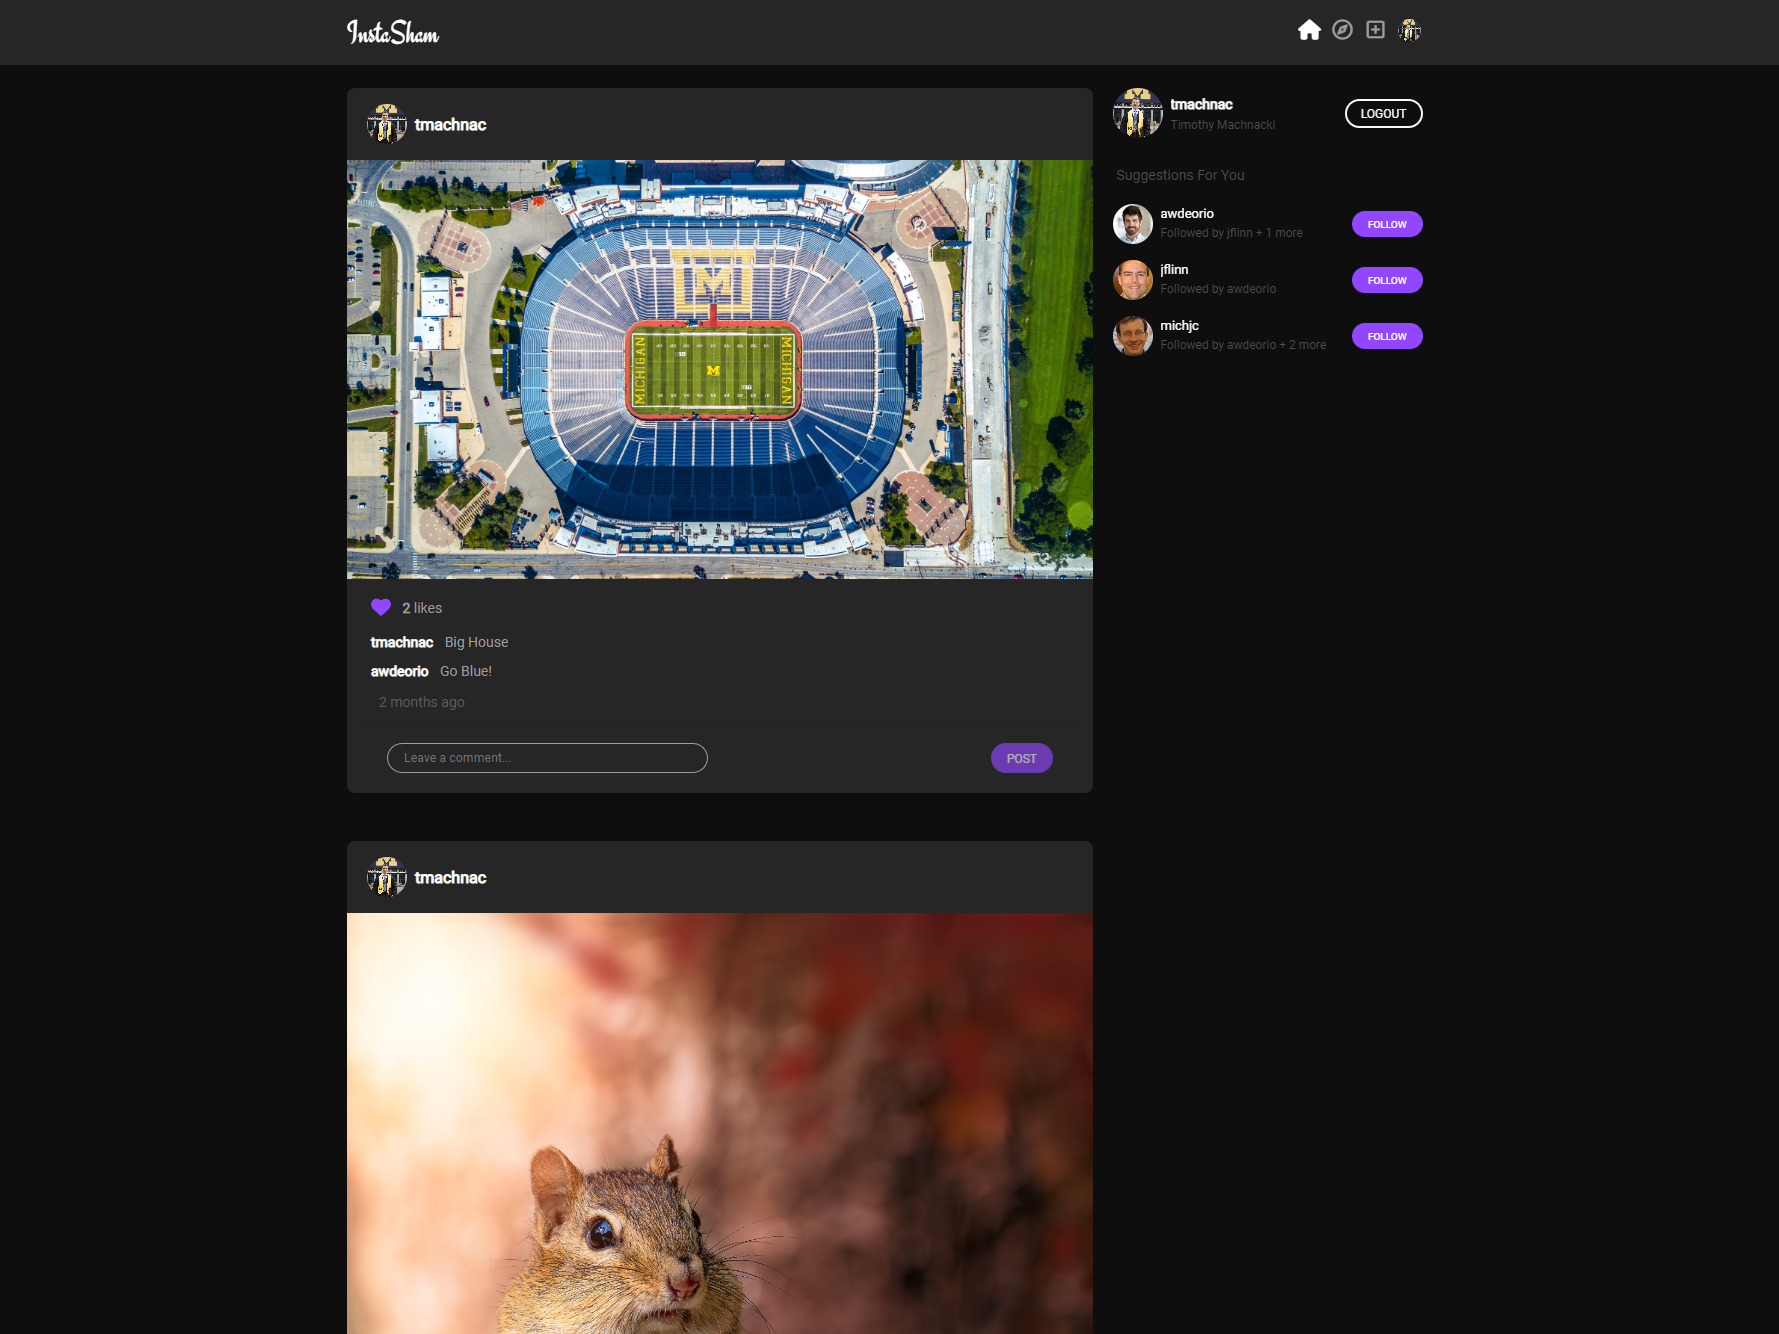 InstaSham
tmachnac
MICHIGAN
M
M
MICHIGAN
2 likes
tmachnac Big House
awdeorio Go Blue!
2 months ago
Leave a comment...
POST
tmachnac
tmachnac
Timothy Machnacki
LOGOUT
Suggestions For You
awdeorio
Followed by jflinn + 1 more
FOLLOW
jflinn
Followed by awdeorio
FOLLOW
michjc
Followed by awdeorio + 2 more
FOLLOW